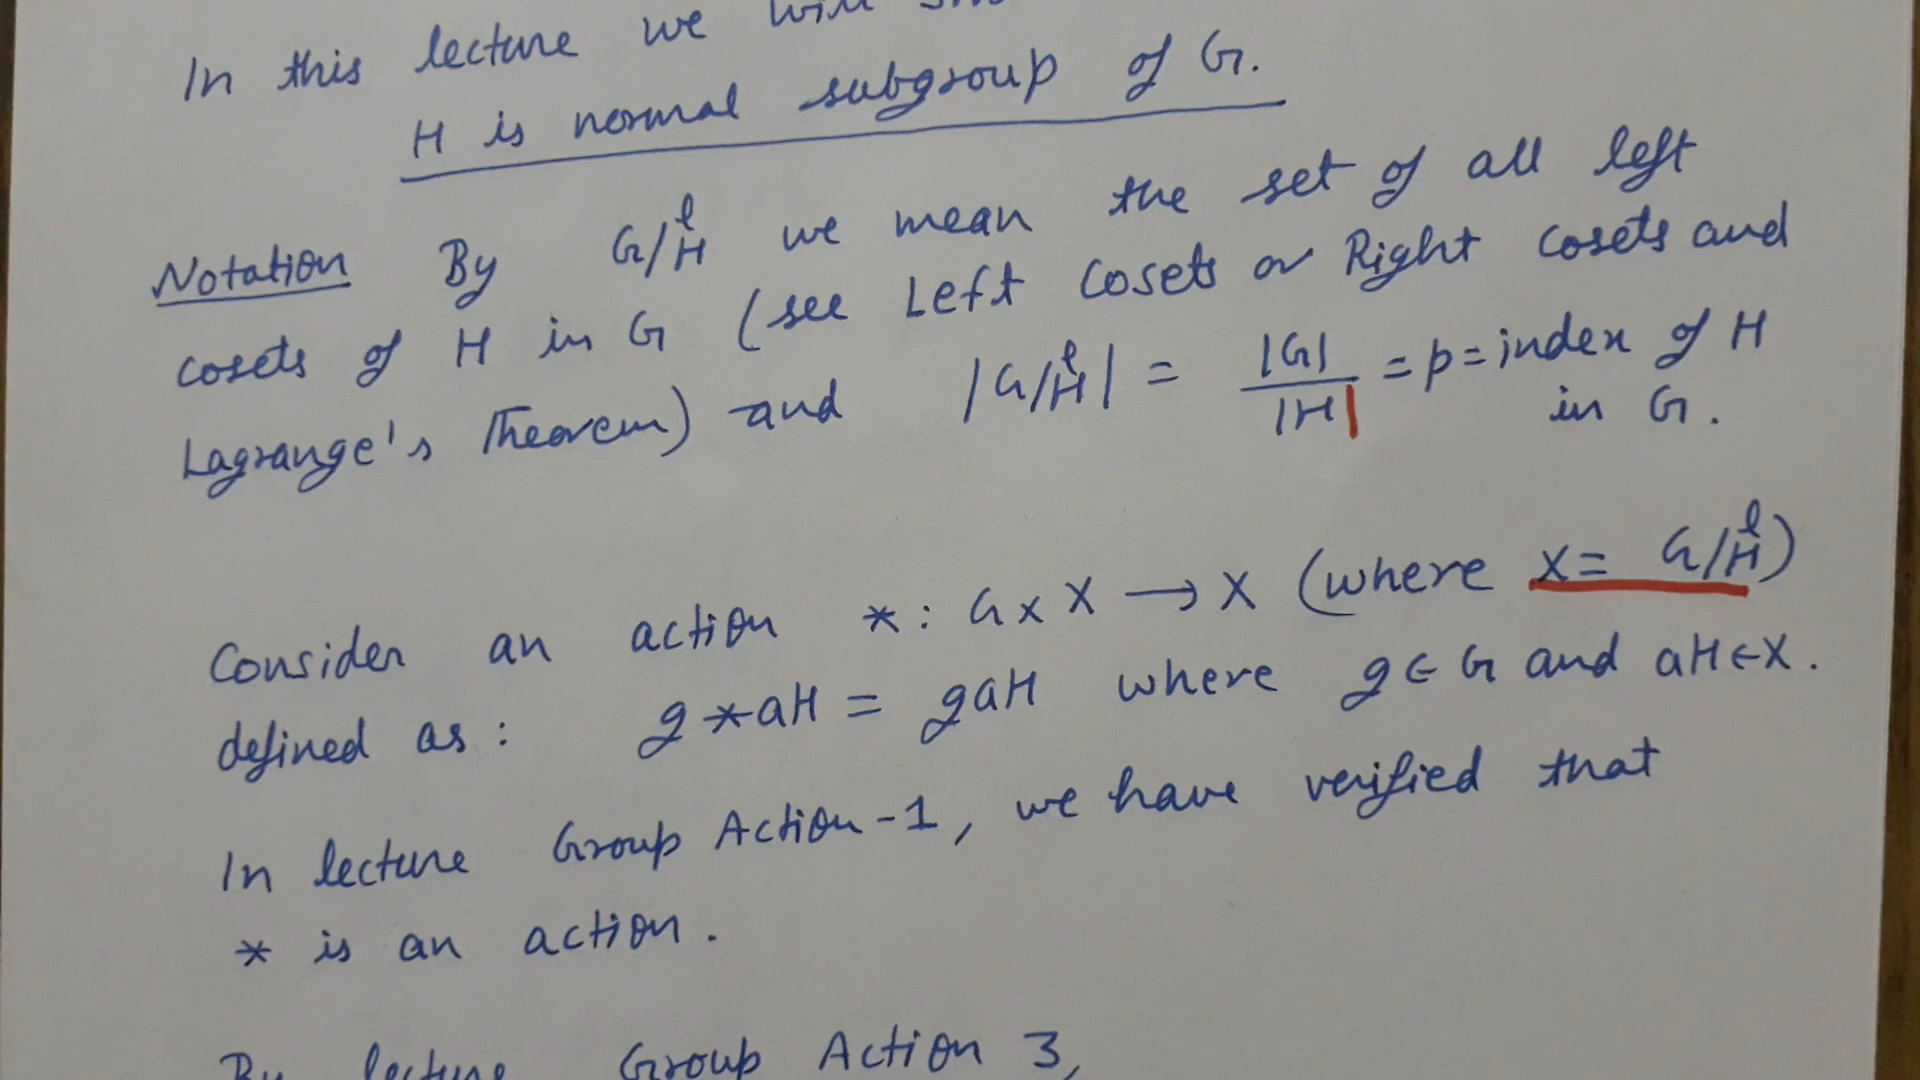 In this lecture we will
H is normal subgroup of G.
Notation By G/H^l we mean the set of all left
cosets of H in G (see Left Cosets or Right Cosets and
Lagrange's Theorem) and |G/H^l| = |G|/|H| = p = index of H
in G.
Consider an action *: G x X → X (where X = G/H^l)
defined as: g * aH = gaH where g ∈ G and aH ∈ X.
In lecture Group Action-1, we have verified that
* is an action.
By lecture Group Action 3,